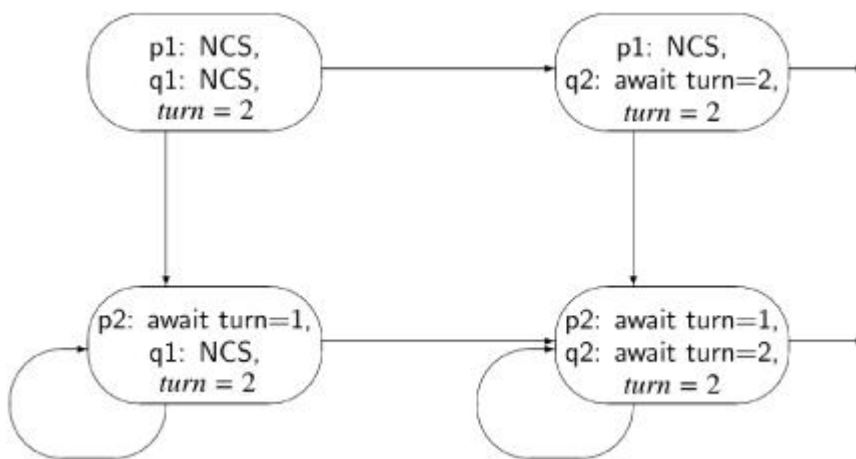 p1: NCS,
q1: NCS,
turn = 2
p1: NCS,
q2: await turn=2,
turn = 2
p2: await turn=1,
q1: NCS,
turn = 2
p2: await turn=1,
q2: await turn=2,
turn = 2